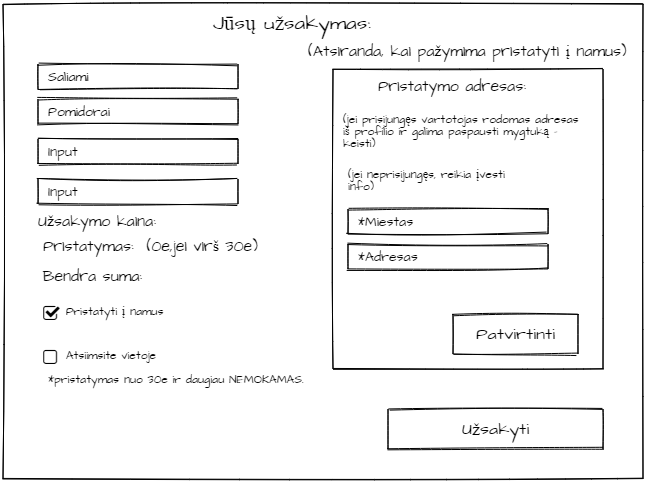 Jūsų užsakymas:
(Atsiranda, kai pažymima pristatyti į namus)
Saliami
Pomidorai
Input
Input
Užsakymo kaina:
Pristatymas: (0e,jei virš 30e)
Bendra suma:
Pristatyti į namus
Atsiimsite vietoje
*pristatymas nuo 30e ir daugiau NEMOKAMAS.
Pristatymo adresas:
(jei prisijungęs vartotojas rodomas adresas
iš profilio ir galima paspausti mygtuką -
keisti)
(jei neprisijungęs, reikia įvesti
info)
*Miestas
*Adresas
Patvirtinti
Užsakyti